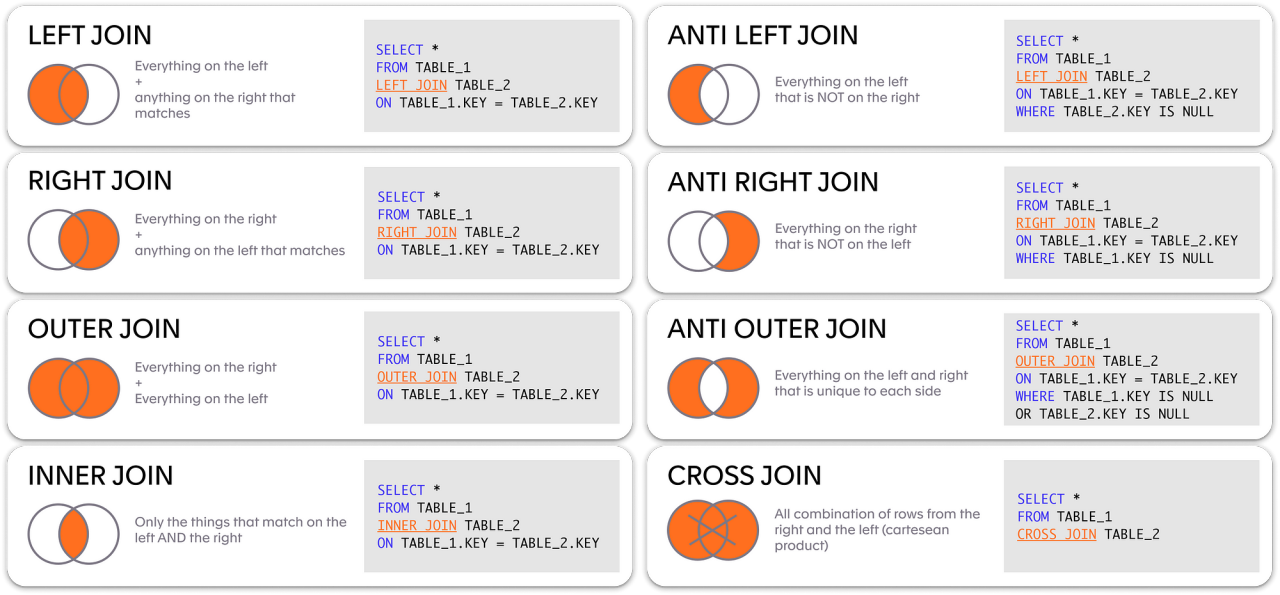 LEFT JOIN
Everything on the left
+
anything on the right that
matches
SELECT *
FROM TABLE_1
LEFT JOIN TABLE_2
ON TABLE_1.KEY = TABLE_2.KEY
ANTI LEFT JOIN
Everything on the left
that is NOT on the right
SELECT *
FROM TABLE_1
LEFT JOIN TABLE_2
ON TABLE_1.KEY = TABLE_2.KEY
WHERE TABLE_2.KEY IS NULL
RIGHT JOIN
Everything on the right
+
anything on the left that matches
SELECT *
FROM TABLE_1
RIGHT JOIN TABLE_2
ON TABLE_1.KEY = TABLE_2.KEY
ANTI RIGHT JOIN
Everything on the right
that is NOT on the left
SELECT *
FROM TABLE_1
RIGHT JOIN TABLE_2
ON TABLE_1.KEY = TABLE_2.KEY
WHERE TABLE_1.KEY IS NULL
OUTER JOIN
Everything on the right
+
Everything on the left
SELECT *
FROM TABLE_1
OUTER JOIN TABLE_2
ON TABLE_1.KEY = TABLE_2.KEY
ANTI OUTER JOIN
Everything on the left and right
that is unique to each side
SELECT *
FROM TABLE_1
OUTER JOIN TABLE_2
ON TABLE_1.KEY = TABLE_2.KEY
WHERE TABLE_1.KEY IS NULL
OR TABLE_2.KEY IS NULL
INNER JOIN
Only the things that match on the
left AND the right
SELECT *
FROM TABLE_1
INNER JOIN TABLE_2
ON TABLE_1.KEY = TABLE_2.KEY
CROSS JOIN
All combination of rows from the
right and the left (cartesean
product)
SELECT *
FROM TABLE_1
CROSS JOIN TABLE_2